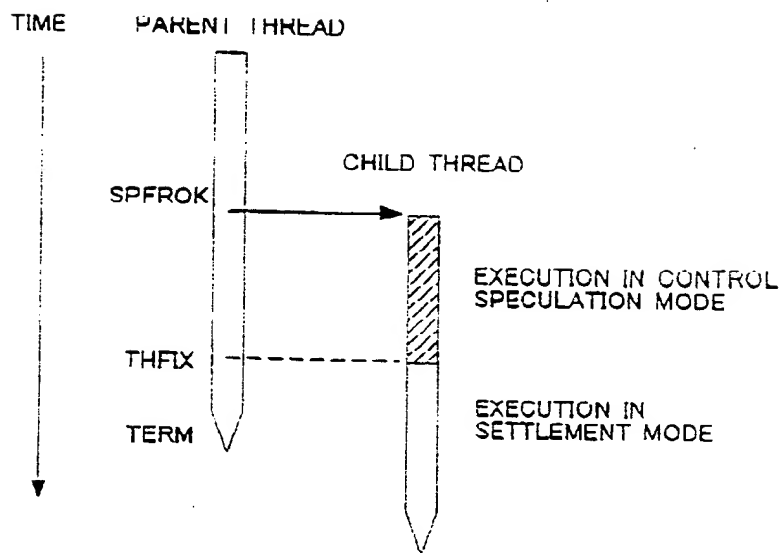 TIME
PARENT THREAD
CHILD THREAD
SPFROK
EXECUTION IN CONTROL
SPECULATION MODE
THFIX
EXECUTION IN
SETTLEMENT MODE
TERM